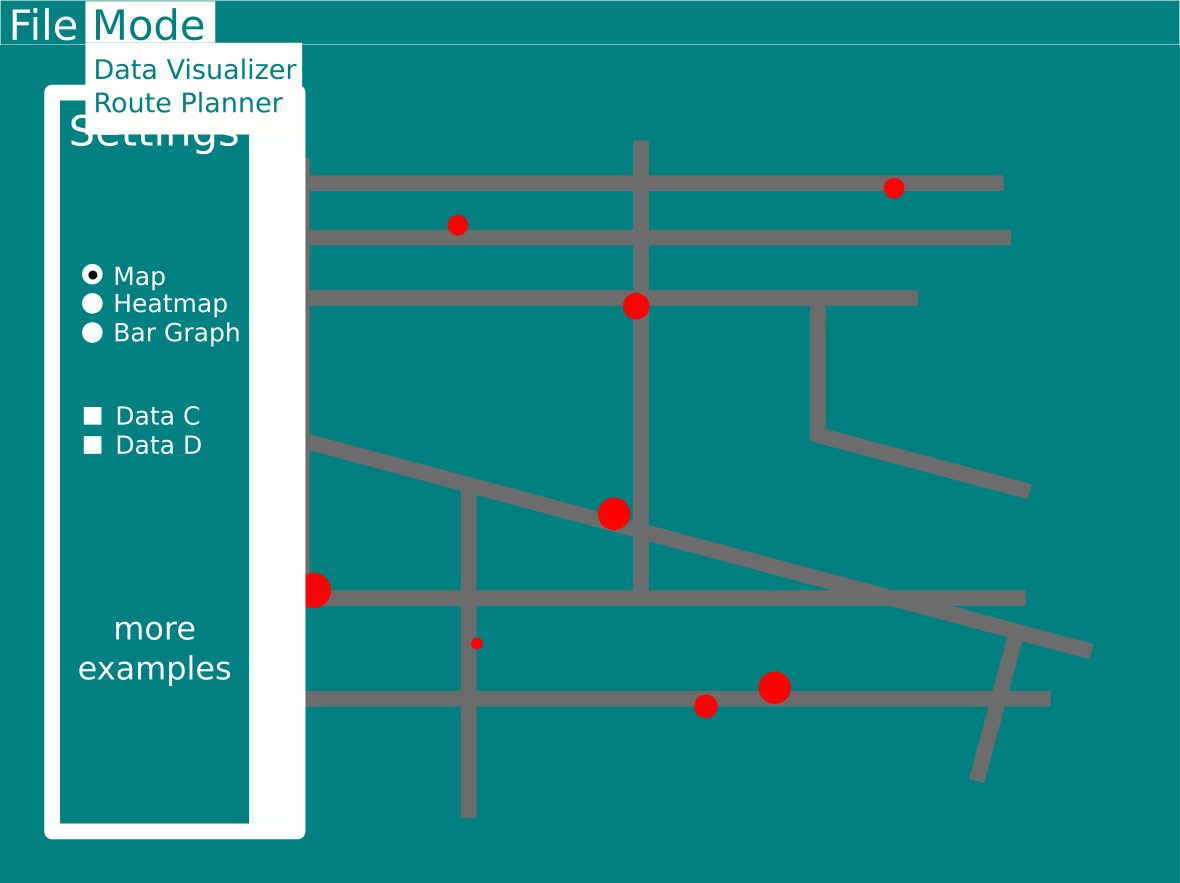 File Mode
Data Visualizer
Route Planner
Settings
Map
Heatmap
Bar Graph
Data C
Data D
more
examples